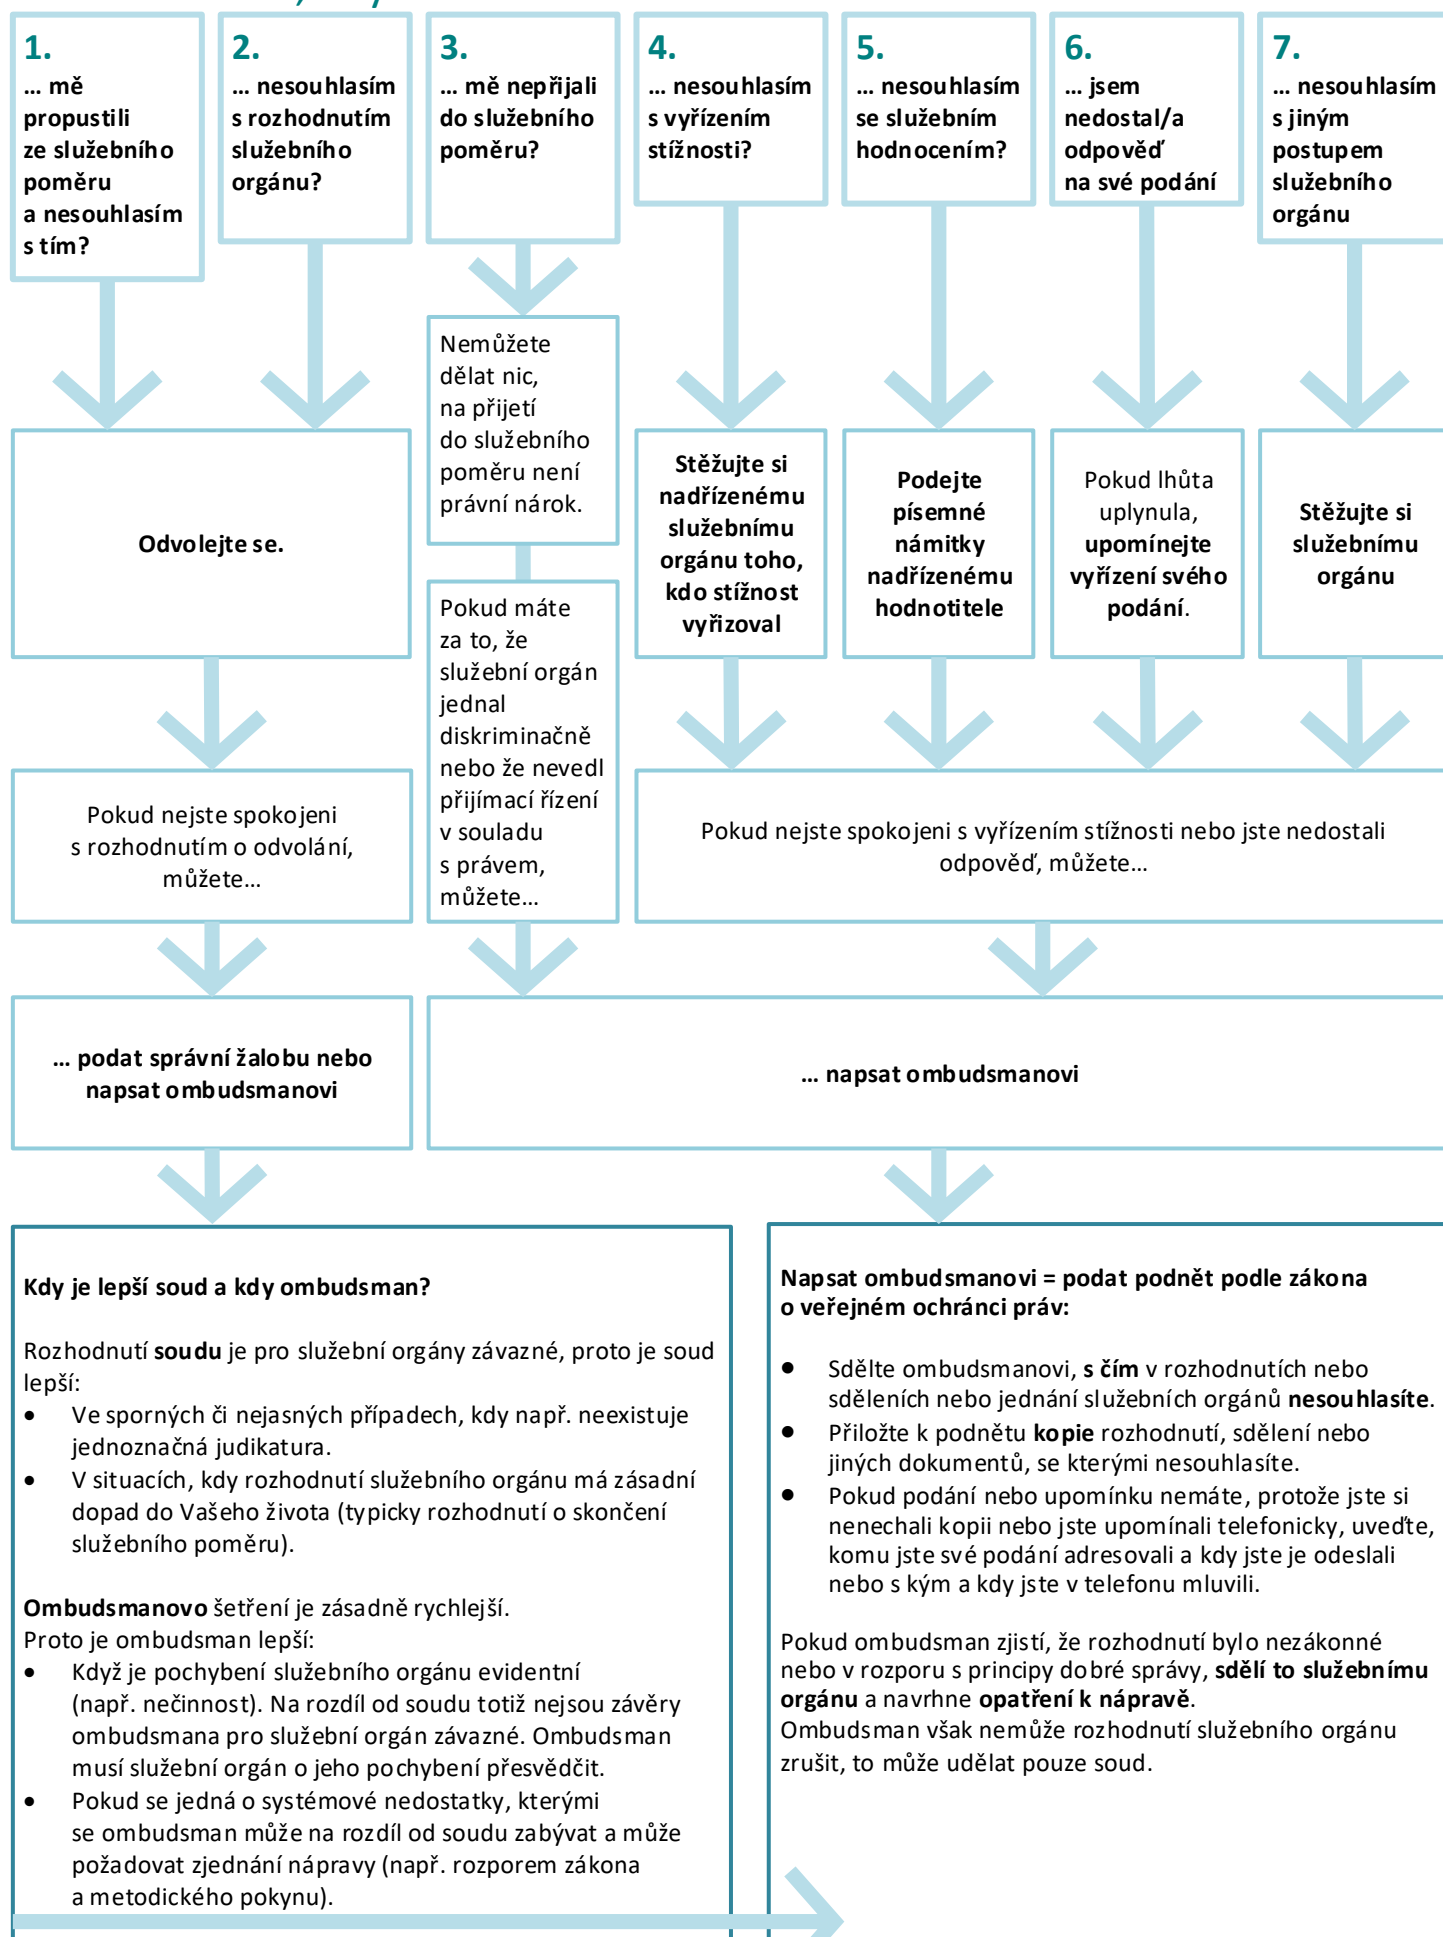 1.
… mě
propustili
ze služebního
poměru
a nesouhlasím
s tím?
2.
… nesouhlasím
s rozhodnutím
služebního
orgánu?
3.
… mě nepřijali
do služebního
poměru?
4.
… nesouhlasím
s vyřízením
stížnosti?
5.
… nesouhlasím
se služebním
hodnocením?
6.
… jsem
nedostal/a
odpověď
na své podání
7.
… nesouhlasím
s jiným
postupem
služebního
orgánu
Odvolejte se.
Nemůžete
dělat nic,
na přijetí
do služebního
poměru není
právní nárok.
Stěžujte si
nadřízenému
služebnímu
orgánu toho,
kdo stížnost
vyřizoval
Podejte
písemné
námitky
nadřízenému
hodnotitele
Pokud lhůta
uplynula,
upomínejte
vyřízení svého
podání.
Stěžujte si
služebnímu
orgánu
Pokud máte
za to, že
služební orgán
jednal
diskriminačně
nebo že nevedl
přijímací řízení
v souladu
s právem,
můžete…
Pokud nejste spokojeni
s rozhodnutím o odvolání,
můžete…
Pokud nejste spokojeni s vyřízením stížnosti nebo jste nedostali
odpověď, můžete…
… podat správní žalobu nebo
napsat ombudsmanovi
… napsat ombudsmanovi
Kdy je lepší soud a kdy ombudsman?
Rozhodnutí soudu je pro služební orgány závazné, proto je soud
lepší:
• Ve sporných či nejasných případech, kdy např. neexistuje
jednoznačná judikatura.
• V situacích, kdy rozhodnutí služebního orgánu má zásadní
dopad do Vašeho života (typicky rozhodnutí o skončení
služebního poměru).
Ombudsmanovo šetření je zásadně rychlejší.
Proto je ombudsman lepší:
• Když je pochybení služebního orgánu evidentní
(např. nečinnost). Na rozdíl od soudu totiž nejsou závěry
ombudsmana pro služební orgán závazné. Ombudsman
musí služební orgán o jeho pochybení přesvědčit.
• Pokud se jedná o systémové nedostatky, kterými
se ombudsman může na rozdíl od soudu zabývat a může
požadovat zjednání nápravy (např. rozporem zákona
a metodického pokynu).
Napsat ombudsmanovi = podat podnět podle zákona
o veřejném ochránci práv:
• Sdělte ombudsmanovi, s čím v rozhodnutích nebo
sděleních nebo jednání služebních orgánů nesouhlasíte.
• Přiložte k podnětu kopie rozhodnutí, sdělení nebo
jiných dokumentů, se kterými nesouhlasíte.
• Pokud podání nebo upomínku nemáte, protože jste si
nenechali kopii nebo jste upomínali telefonicky, uveďte,
komu jste své podání adresovali a kdy jste je odeslali
nebo s kým a kdy jste v telefonu mluvili.
Pokud ombudsman zjistí, že rozhodnutí bylo nezákonné
nebo v rozporu s principy dobré správy, sdělí to služebnímu
orgánu a navrhne opatření k nápravě.
Ombudsman však nemůže rozhodnutí služebního orgánu
zrušit, to může udělat pouze soud.